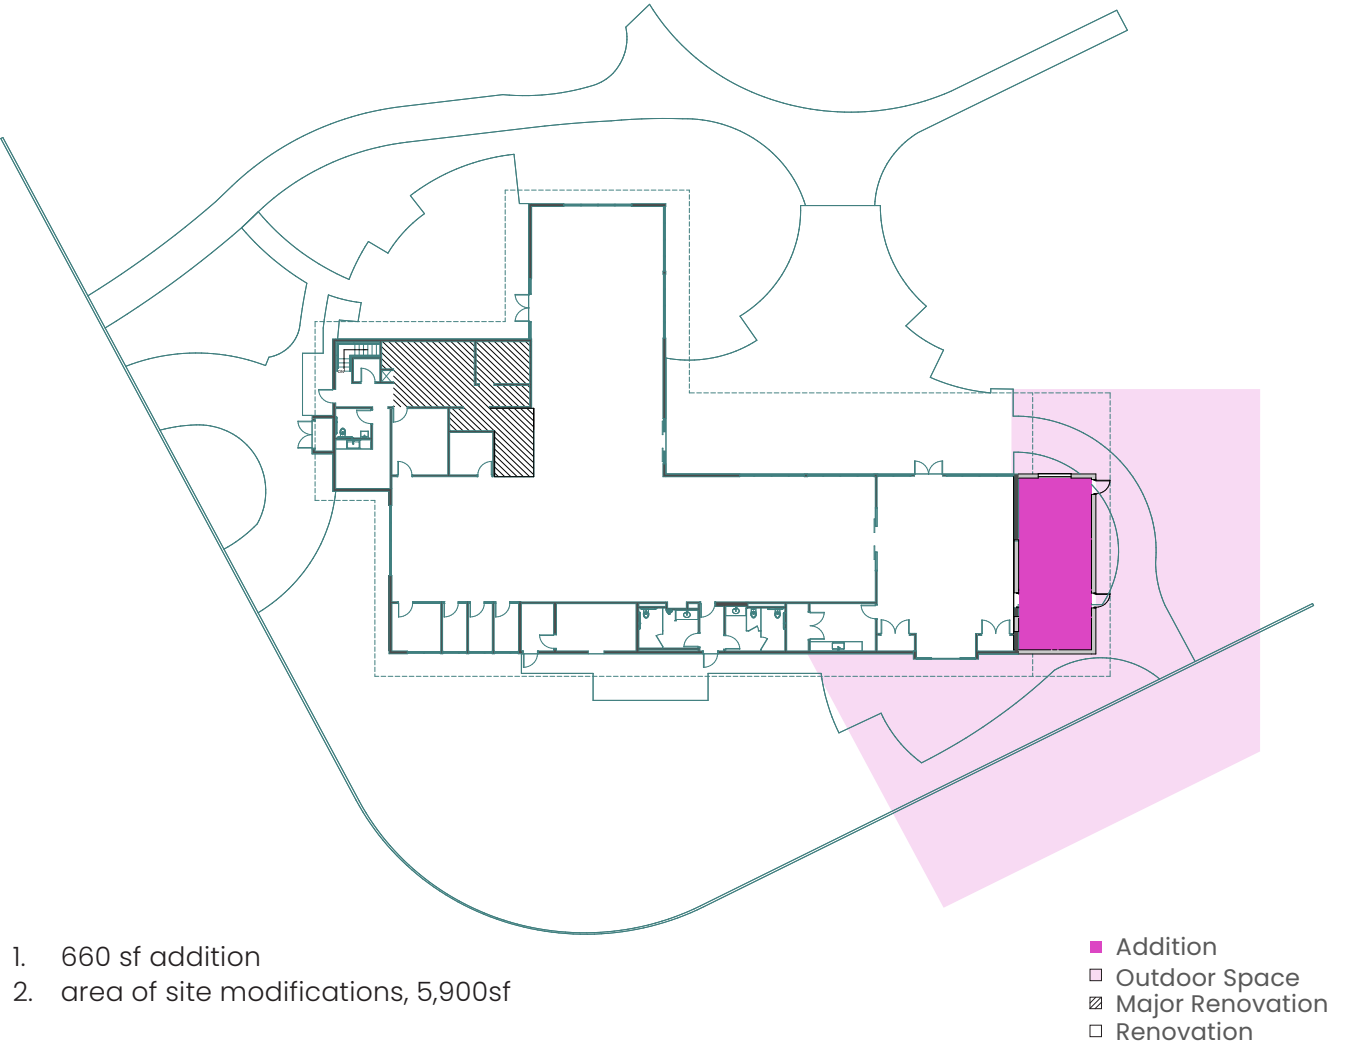 1. 660 sf addition
2. area of site modifications, 5,900sf
Addition
Outdoor Space
Major Renovation
Renovation